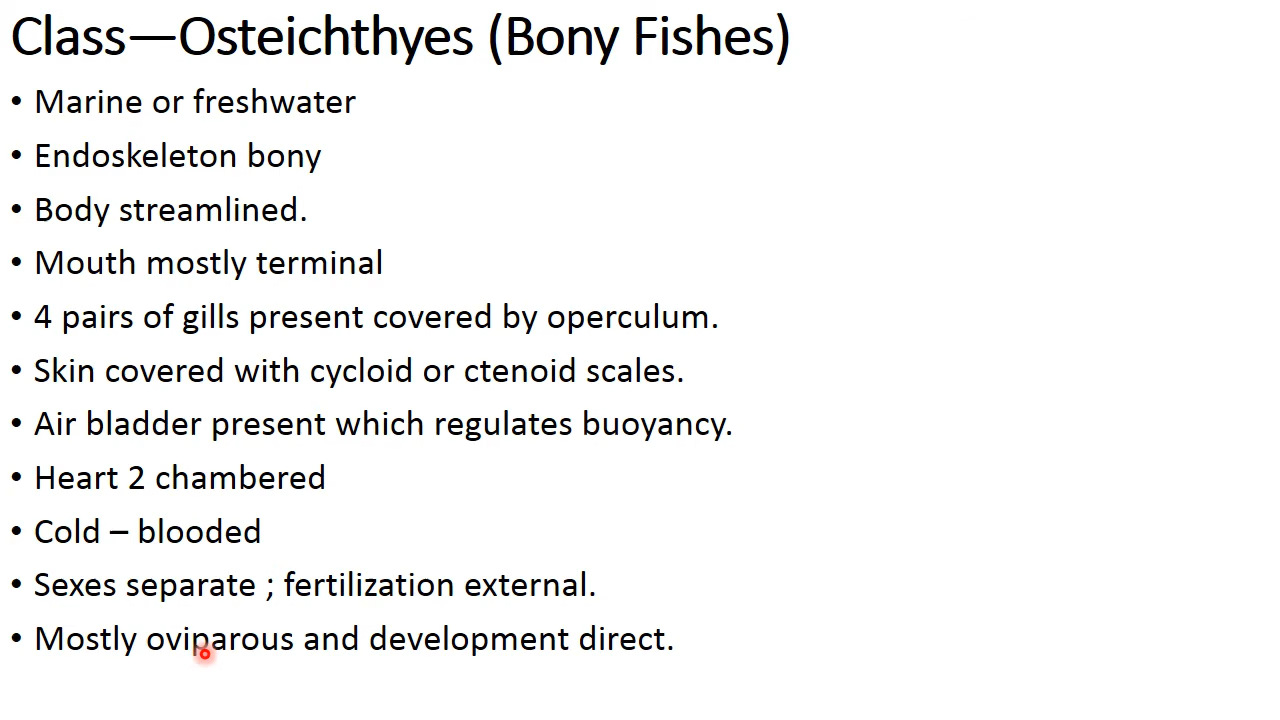 Class—Osteichthyes (Bony Fishes)
• Marine or freshwater
• Endoskeleton bony
• Body streamlined.
• Mouth mostly terminal
• 4 pairs of gills present covered by operculum.
• Skin covered with cycloid or ctenoid scales.
• Air bladder present which regulates buoyancy.
• Heart 2 chambered
• Cold – blooded
• Sexes separate ; fertilization external.
• Mostly oviparous and development direct.